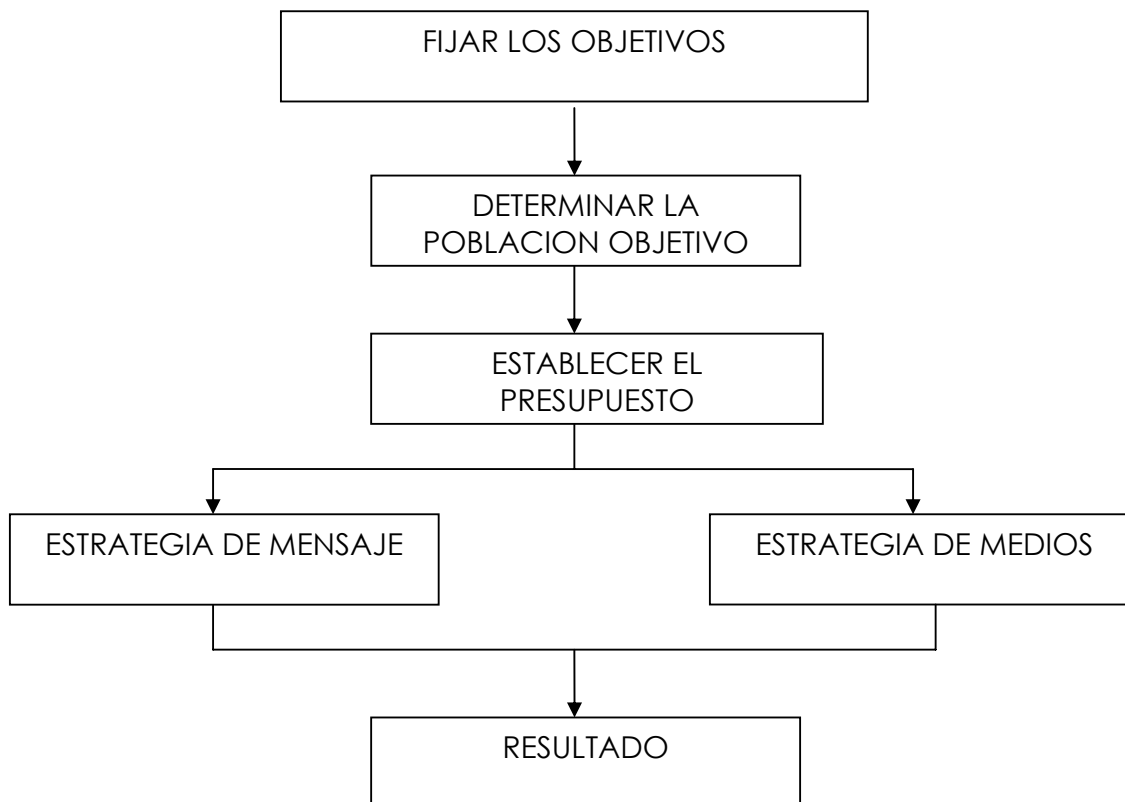 FIJAR LOS OBJETIVOS
DETERMINAR LA
POBLACION OBJETIVO
ESTABLECER EL
PRESUPUESTO
ESTRATEGIA DE MENSAJE
ESTRATEGIA DE MEDIOS
RESULTADO